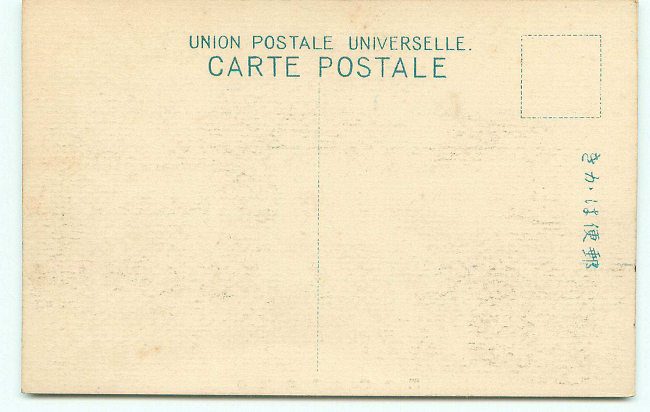 UNION POSTALE UNIVERSELLE.
CARTE POSTALE
郵便はかき